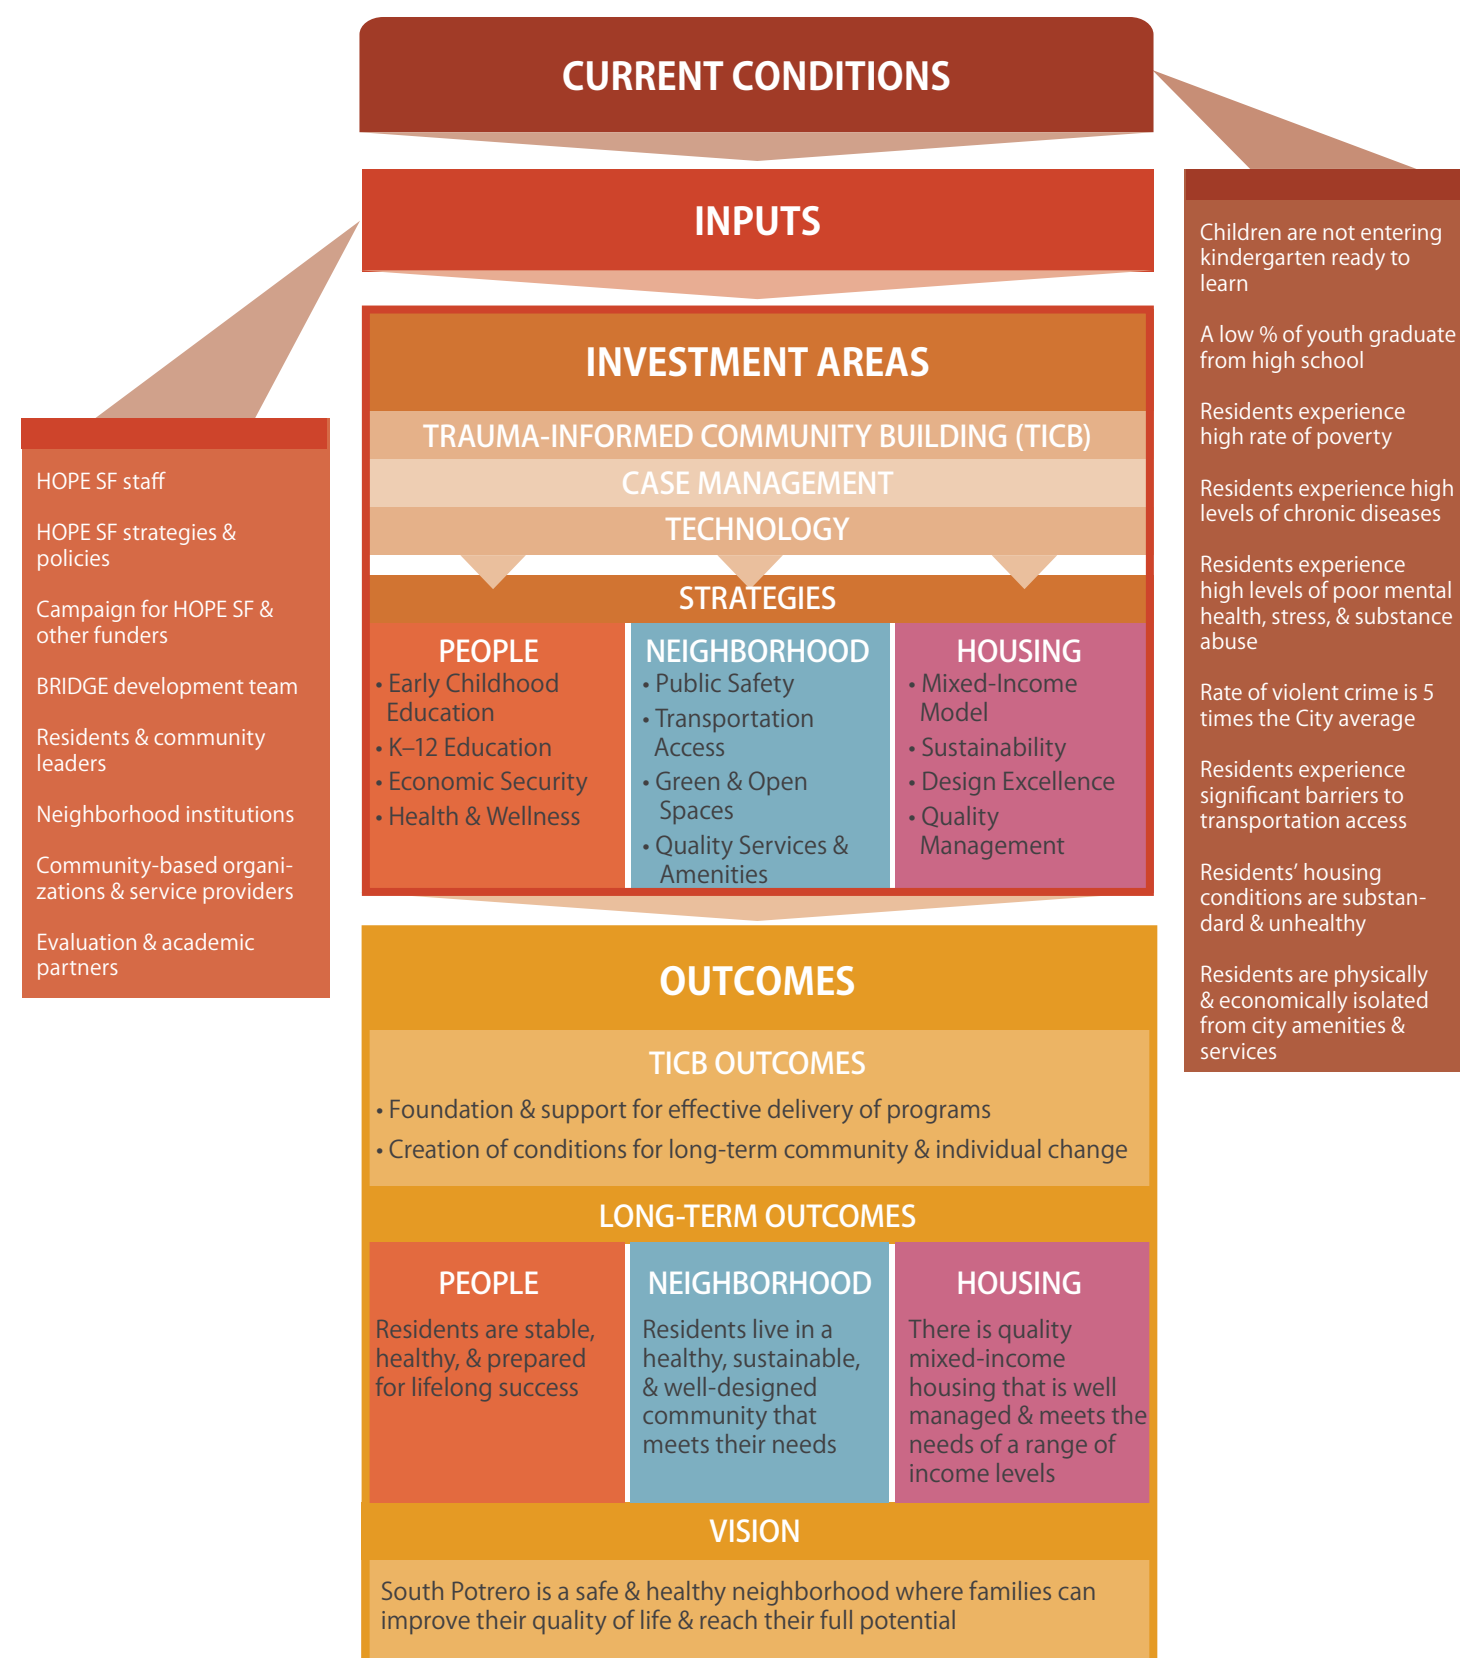 CURRENT CONDITIONS
INPUTS
INVESTMENT AREAS
TRAUMA-INFORMED COMMUNITY BUILDING (TICB)
CASE MANAGEMENT
TECHNOLOGY
STRATEGIES
PEOPLE
• Early Childhood
Education
• K–12 Education
• Economic Security
• Health & Wellness
NEIGHBORHOOD
• Public Safety
• Transportation
Access
• Green & Open
Spaces
• Quality Services &
Amenities
HOUSING
• Mixed-Income
Model
• Sustainability
• Design Excellence
• Quality
Management
OUTCOMES
TICB OUTCOMES
• Foundation & support for effective delivery of programs
• Creation of conditions for long-term community & individual change
LONG-TERM OUTCOMES
PEOPLE
Residents are stable,
healthy, & prepared
for lifelong success
NEIGHBORHOOD
Residents live in a
healthy, sustainable,
& well-designed
community that
meets their needs
HOUSING
There is quality
mixed-income
housing that is well
managed & meets the
needs of a range of
income levels
VISION
South Potrero is a safe & healthy neighborhood where families can
improve their quality of life & reach their full potential
HOPE SF staff
HOPE SF strategies &
policies
Campaign for HOPE SF &
other funders
BRIDGE development team
Residents & community
leaders
Neighborhood institutions
Community-based organi-
zations & service providers
Evaluation & academic
partners
Children are not entering
kindergarten ready to
learn
A low % of youth graduate
from high school
Residents experience
high rate of poverty
Residents experience high
levels of chronic diseases
Residents experience
high levels of poor mental
health, stress, & substance
abuse
Rate of violent crime is 5
times the City average
Residents experience
significant barriers to
transportation access
Residents’ housing
conditions are substan-
dard & unhealthy
Residents are physically
& economically isolated
from city amenities &
services